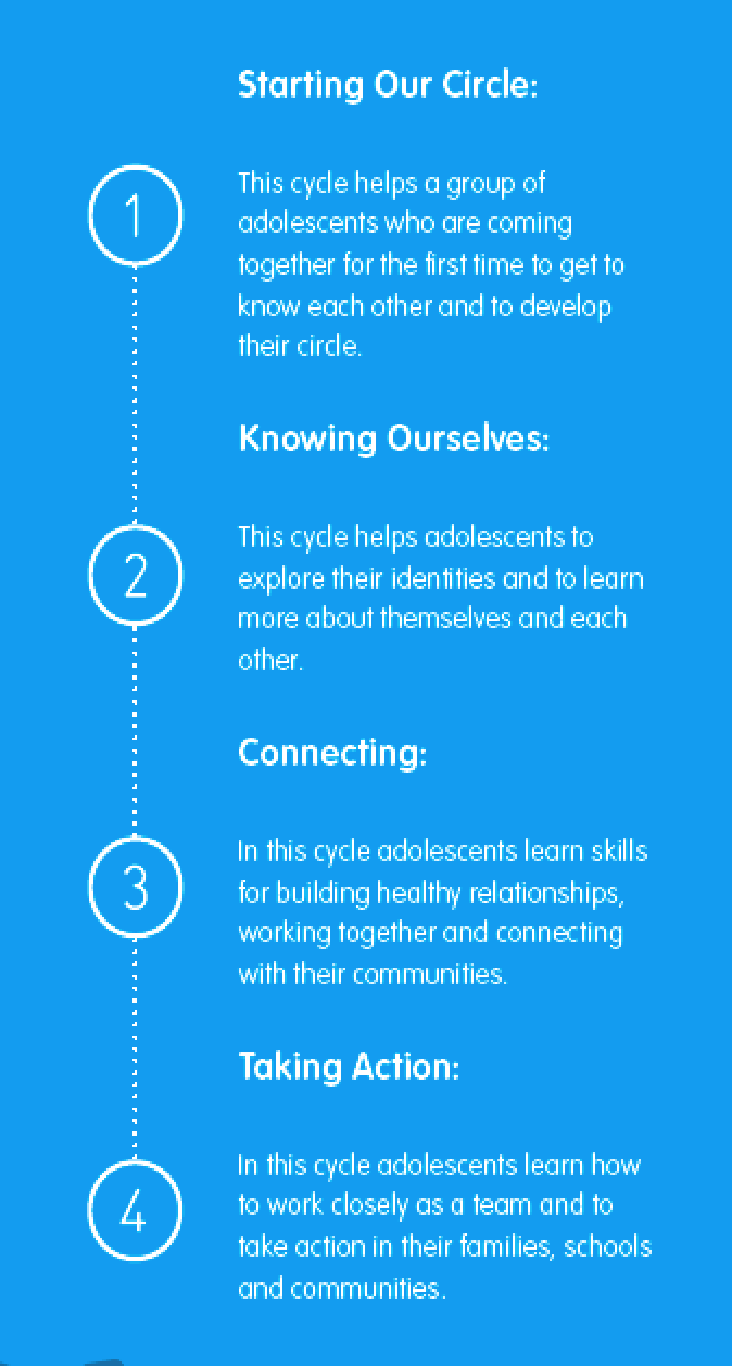 Starting Our Circle:
1
This cycle helps a group of
adolescents who are coming
together for the first time to get to
know each other and to develop
their circle.
Knowing Ourselves:
2
This cycle helps adolescents to
explore their identities and to learn
more about themselves and each
other.
Connecting:
3
In this cycle adolescents learn skills
for building healthy relationships,
working together and connecting
with their communities.
Taking Action:
4
In this cycle adolescents learn how
to work closely as a team and to
take action in their families, schools
and communities.